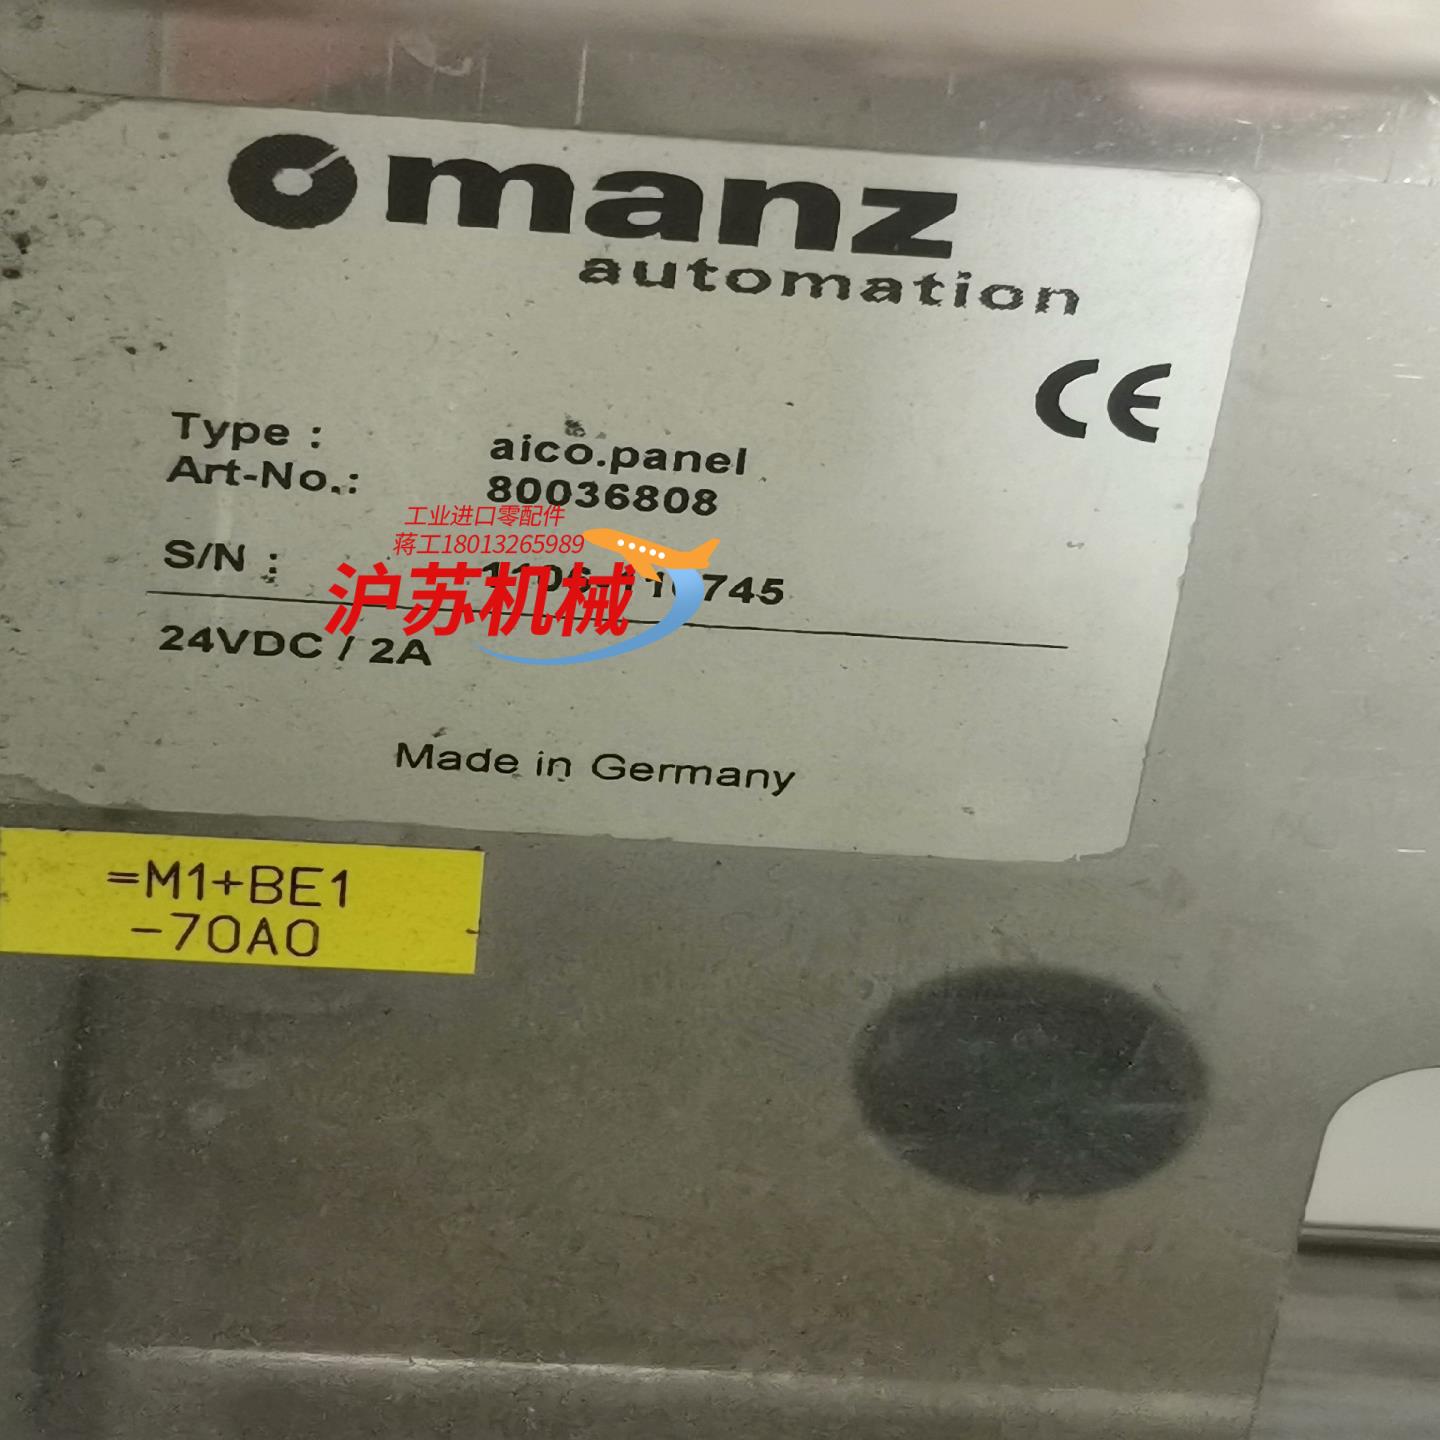 manz
automation
CE
Type : aico.panel
Art-No.: 80036808
工业进口零配件
蒋工18013265989
S/N :
沪苏机械
24VDC / 2A
Made in Germany
=M1+BE1
-70A0